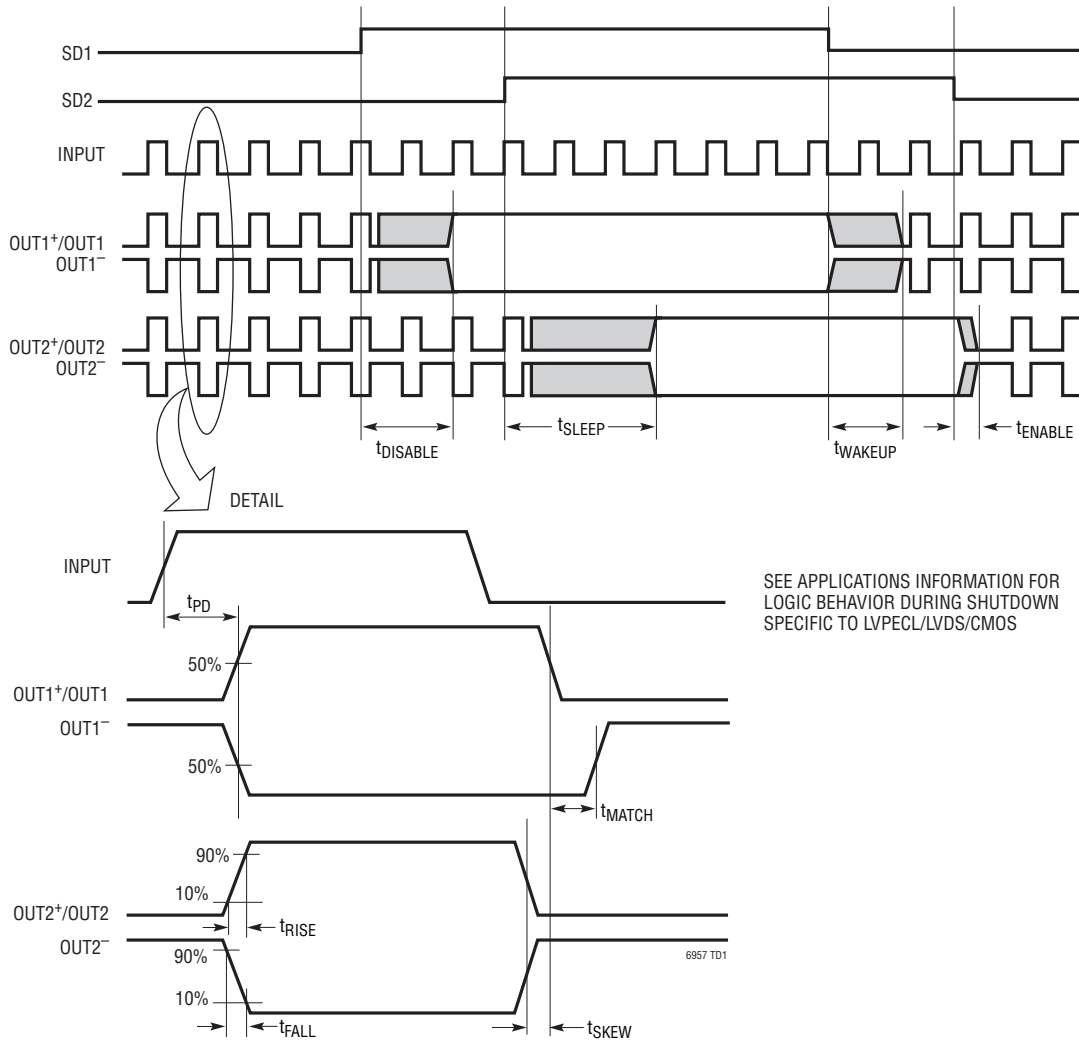 SD1
SD2
INPUT
OUT1+/OUT1
OUT1–
OUT2+/OUT2
OUT2–
tDISABLE
tSLEEP
tWAKEUP
tENABLE
DETAIL
INPUT
tPD
SEE APPLICATIONS INFORMATION FOR
LOGIC BEHAVIOR DURING SHUTDOWN
SPECIFIC TO LVPECL/LVDS/CMOS
50%
OUT1+/OUT1
OUT1–
50%
tMATCH
90%
10%
OUT2+/OUT2
tRISE
OUT2–
90%
6957 TD1
10%
tFALL
tSKEW